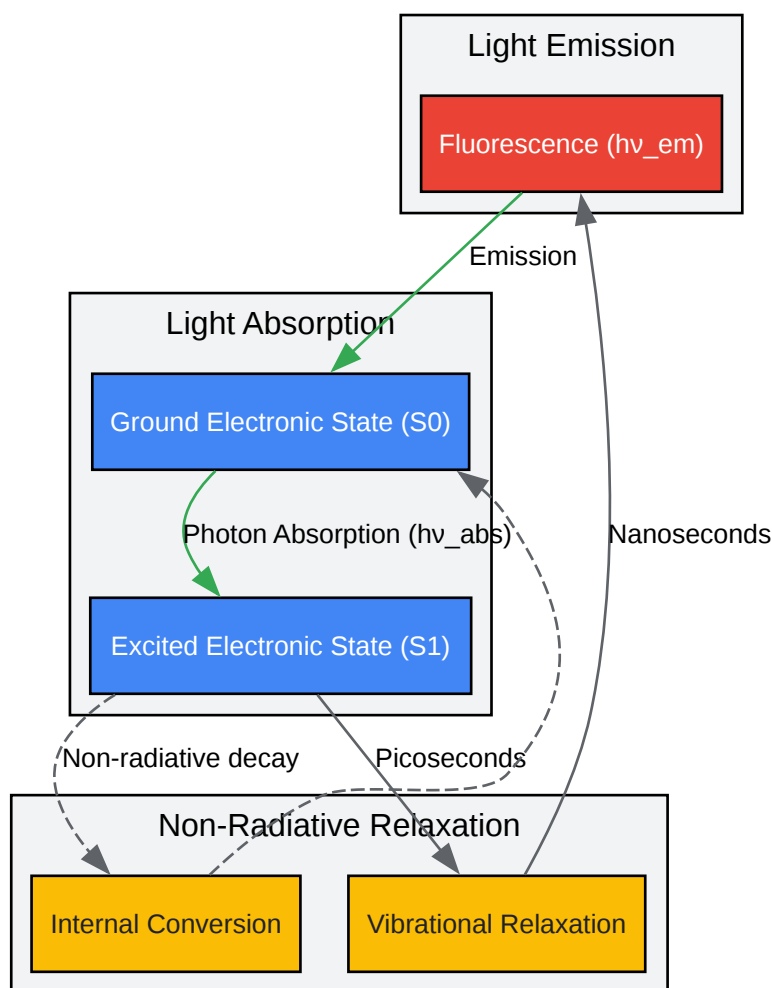 Light Emission
Fluorescence (hν_em)
Emission
Light Absorption
Ground Electronic State (S0)
Photon Absorption (hν_abs)
Nanoseconds
Excited Electronic State (S1)
Non-radiative decay
Picoseconds
Non-Radiative Relaxation
Internal Conversion
Vibrational Relaxation